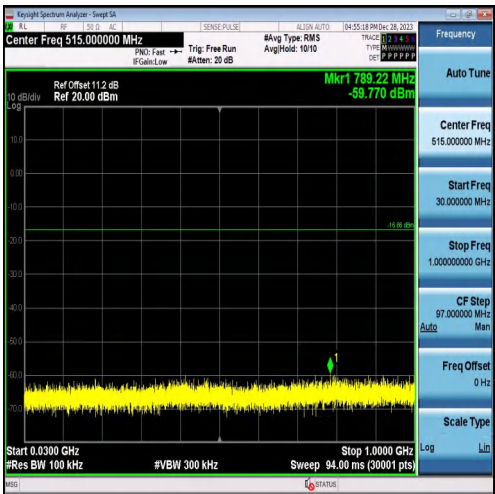 Keysight Spectrum Analyzer - Swept SA
RL RF 50 Ω AC SENSE:PULSE ALIGN AUTO 04:55:18 PM Dec 28, 2023
Center Freq 515.000000 MHz
PNO: Fast
IFGain:Low
Trig: Free Run
#Atten: 20 dB
#Avg Type: RMS
Avg|Hold: 10/10
TRACE 1 2 3 4 5 6
TYPE M W W W W W
DET P P P P P P
Frequency
Auto Tune
Center Freq
515.000000 MHz
Start Freq
30.000000 MHz
Stop Freq
1.000000000 GHz
CF Step
97.000000 MHz
Auto Man
Freq Offset
0 Hz
Scale Type
Log Lin
Mkr1 789.22 MHz
-59.770 dBm
Ref Offset 11.2 dB
10 dB/div Ref 20.00 dBm
Log
10.0
0.00
-10.0
-16.86 dBm
-20.0
-30.0
-40.0
-50.0
1
-60.0
-70.0
Start 0.0300 GHz Stop 1.0000 GHz
#Res BW 100 kHz #VBW 300 kHz Sweep 94.00 ms (30001 pts)
MSG STATUS